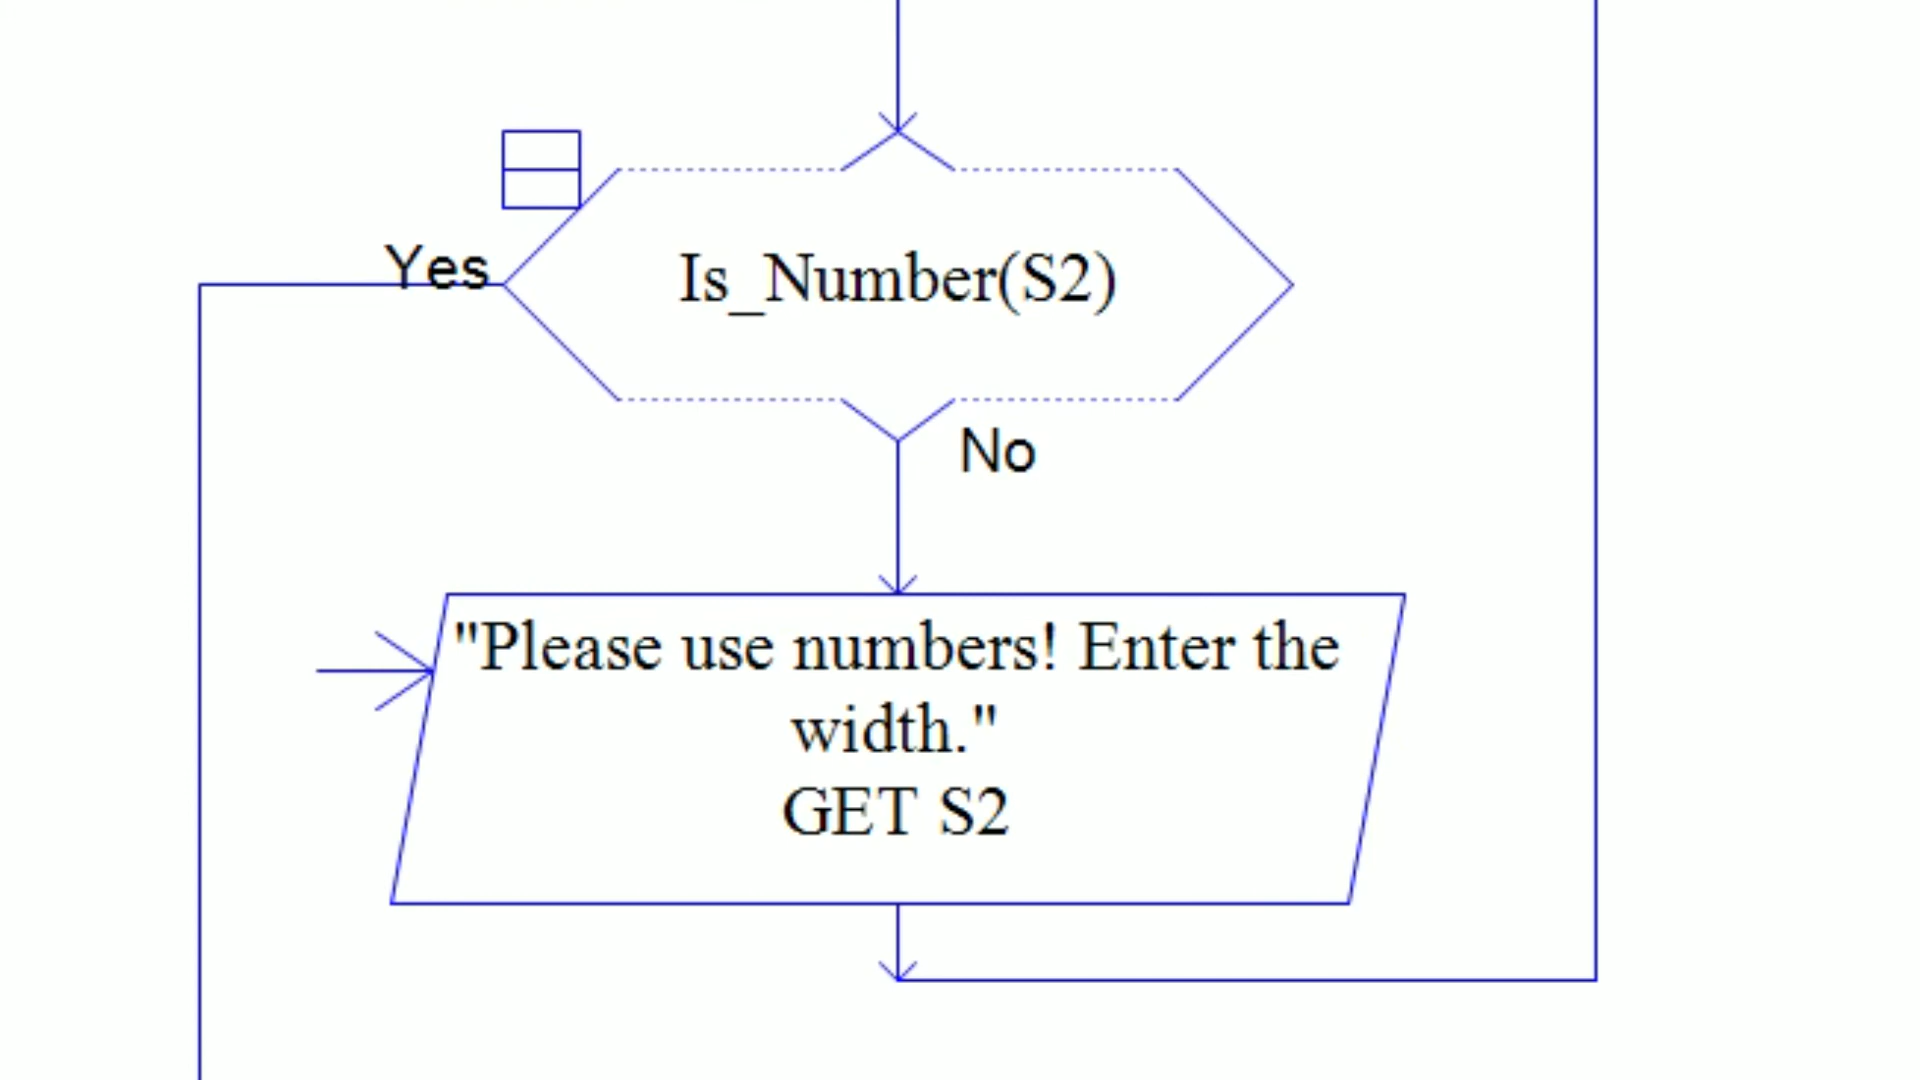 Yes
Is_Number(S2)
No
"Please use numbers! Enter the
width."
GET S2